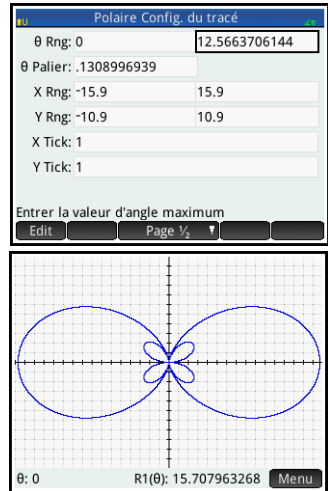 Polaire Config. du tracé
θ Rng: 0 12.5663706144
θ Palier: .1308996939
X Rng: -15.9 15.9
Y Rng: -10.9 10.9
X Tick: 1
Y Tick: 1
Entrer la valeur d'angle maximum
Edit Page ½
θ: 0 R1(θ): 15.707963268 Menu